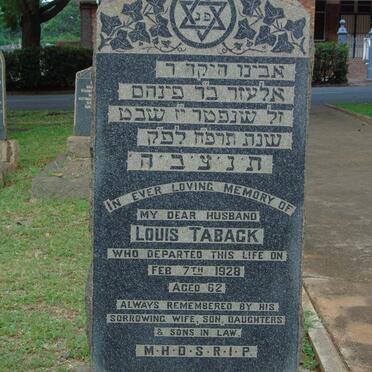 פ נ
אבינו היקר ר
אלעזר בר פינחס
ז״ל שנפטר י״ז שבט
שנת תרפ״ח לפ״ק
ת׳נ׳צ׳ב׳ה׳
IN EVER LOVING MEMORY OF
MY DEAR HUSBAND
LOUIS TABACK
WHO DEPARTED THIS LIFE ON
FEB 7TH 1928
AGED 62
ALWAYS REMEMBERED BY HIS
SORROWING WIFE, SON, DAUGHTERS
& SONS IN LAW.
M·H·D·S·R·I·P